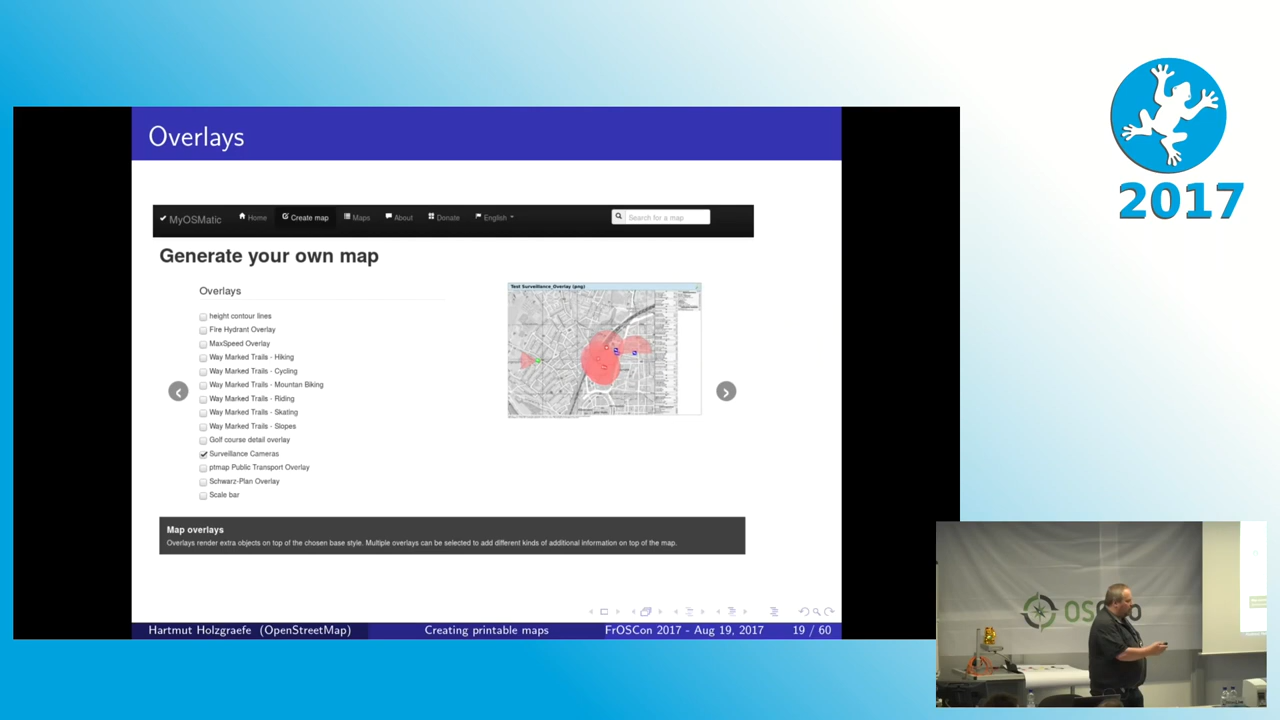 2017
Overlays
MyOSMatic
Home
Create map
Maps
About
Donate
English
Search for a map
Generate your own map
Overlays
height contour lines
Fire Hydrant Overlay
MaxSpeed Overlay
Way Marked Trails - Hiking
Way Marked Trails - Cycling
Way Marked Trails - Mountan Biking
Way Marked Trails - Riding
Way Marked Trails - Skating
Way Marked Trails - Slopes
Golf course detail overlay
Surveillance Cameras
ptmap Public Transport Overlay
Schwarz-Plan Overlay
Scale bar
Test Surveillance_Overlay (png)
Map overlays
Overlays render extra objects on top of the chosen base style. Multiple overlays can be selected to add different kinds of additional information on top of the map.
Hartmut Holzgraefe (OpenStreetMap)
Creating printable maps
FrOSCon 2017 - Aug 19, 2017
19 / 60